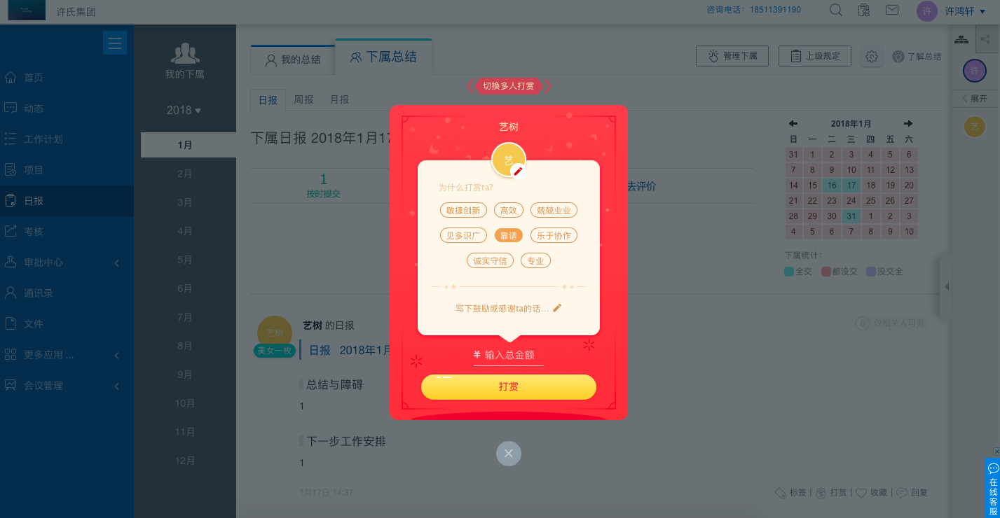 许氏集团
咨询电话：18511391190
许
许鸿轩
首页
动态
工作计划
项目
日报
考核
审批中心
通讯录
文件
更多应用 ...
会议管理
我的下属
2018
1月
2月
3月
4月
5月
6月
7月
8月
9月
10月
11月
12月
我的总结
下属总结
管理下属
上级规定
了解总结
日报
周报
月报
下属日报 2018年1月17
1
按时提交
去评价
2018年1月
日 一 二 三 四 五 六
31 1 2 3 4 5 6
7 8 9 10 11 12 13
14 15 16 17 18 19 20
21 22 23 24 25 26 27
28 29 30 31 1 2 3
4 5 6 7 8 9 10
下属统计：
全交 都没交 没交全
艺树
美女一枚
艺树 的日报
仅相关人可见
日报 2018年1月
总结与障碍
1
下一步工作安排
1
1月17日 14:37
标签 | 打赏 | 收藏 | 回复
切换多人打赏
艺树
艺
为什么打赏ta?
敏捷创新 高效 兢兢业业
见多识广 靠谱 乐于协作
诚实守信 专业
写下鼓励或感谢ta的话...
¥ 输入总金额
打赏
许
展开
艺
在线客服